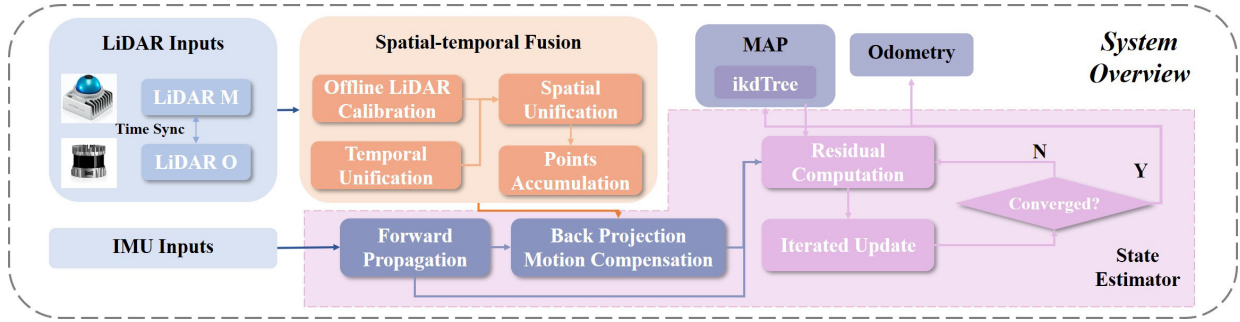 LiDAR Inputs
LiDAR M
Time Sync
LiDAR O
Spatial-temporal Fusion
Offline LiDAR
Calibration
Temporal
Unification
Spatial
Unification
Points
Accumulation
MAP
ikdTree
Odometry
System
Overview
IMU Inputs
Forward
Propagation
Back Projection
Motion Compensation
Residual
Computation
Iterated Update
N
Converged?
Y
State
Estimator